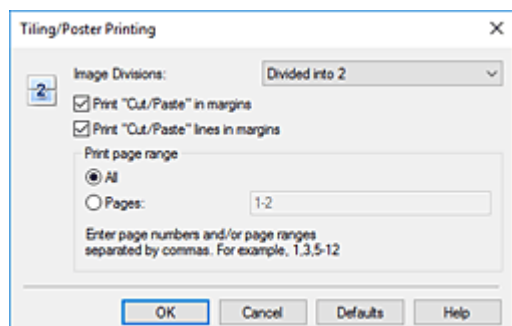 Tiling/Poster Printing
Image Divisions: Divided into 2
2
Print "Cut/Paste" in margins
Print "Cut/Paste" lines in margins
Print page range
All
Pages: 1-2
Enter page numbers and/or page ranges
separated by commas. For example, 1,3,5-12
OK Cancel Defaults Help